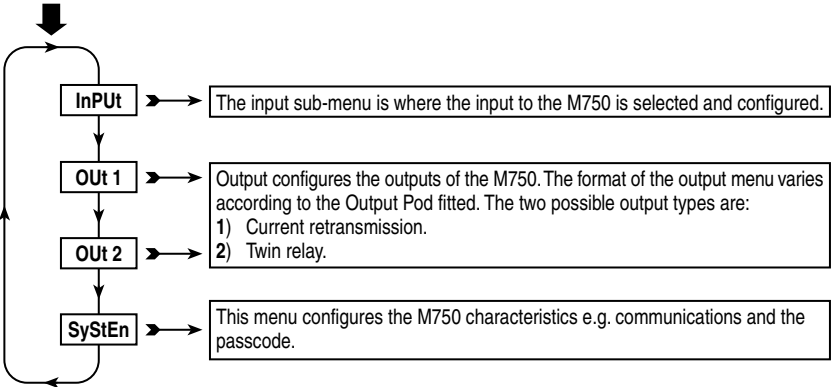 InPUt
The input sub-menu is where the input to the M750 is selected and configured.
OUt 1
Output configures the outputs of the M750. The format of the output menu varies
according to the Output Pod fitted. The two possible output types are:
1) Current retransmission.
OUt 2
2) Twin relay.
SyStEn
This menu configures the M750 characteristics e.g. communications and the
passcode.